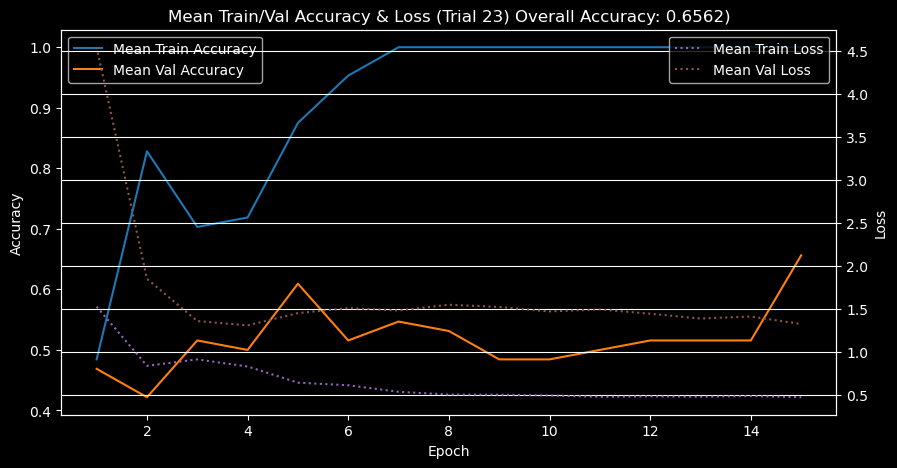 Mean Train/Val Accuracy & Loss (Trial 23) Overall Accuracy: 0.6562)
Mean Train Accuracy
Mean Val Accuracy
Mean Train Loss
Mean Val Loss
Accuracy
1.0
0.9
0.8
0.7
0.6
0.5
0.4
Loss
4.5
4.0
3.5
3.0
2.5
2.0
1.5
1.0
0.5
2 4 6 8 10 12 14
Epoch